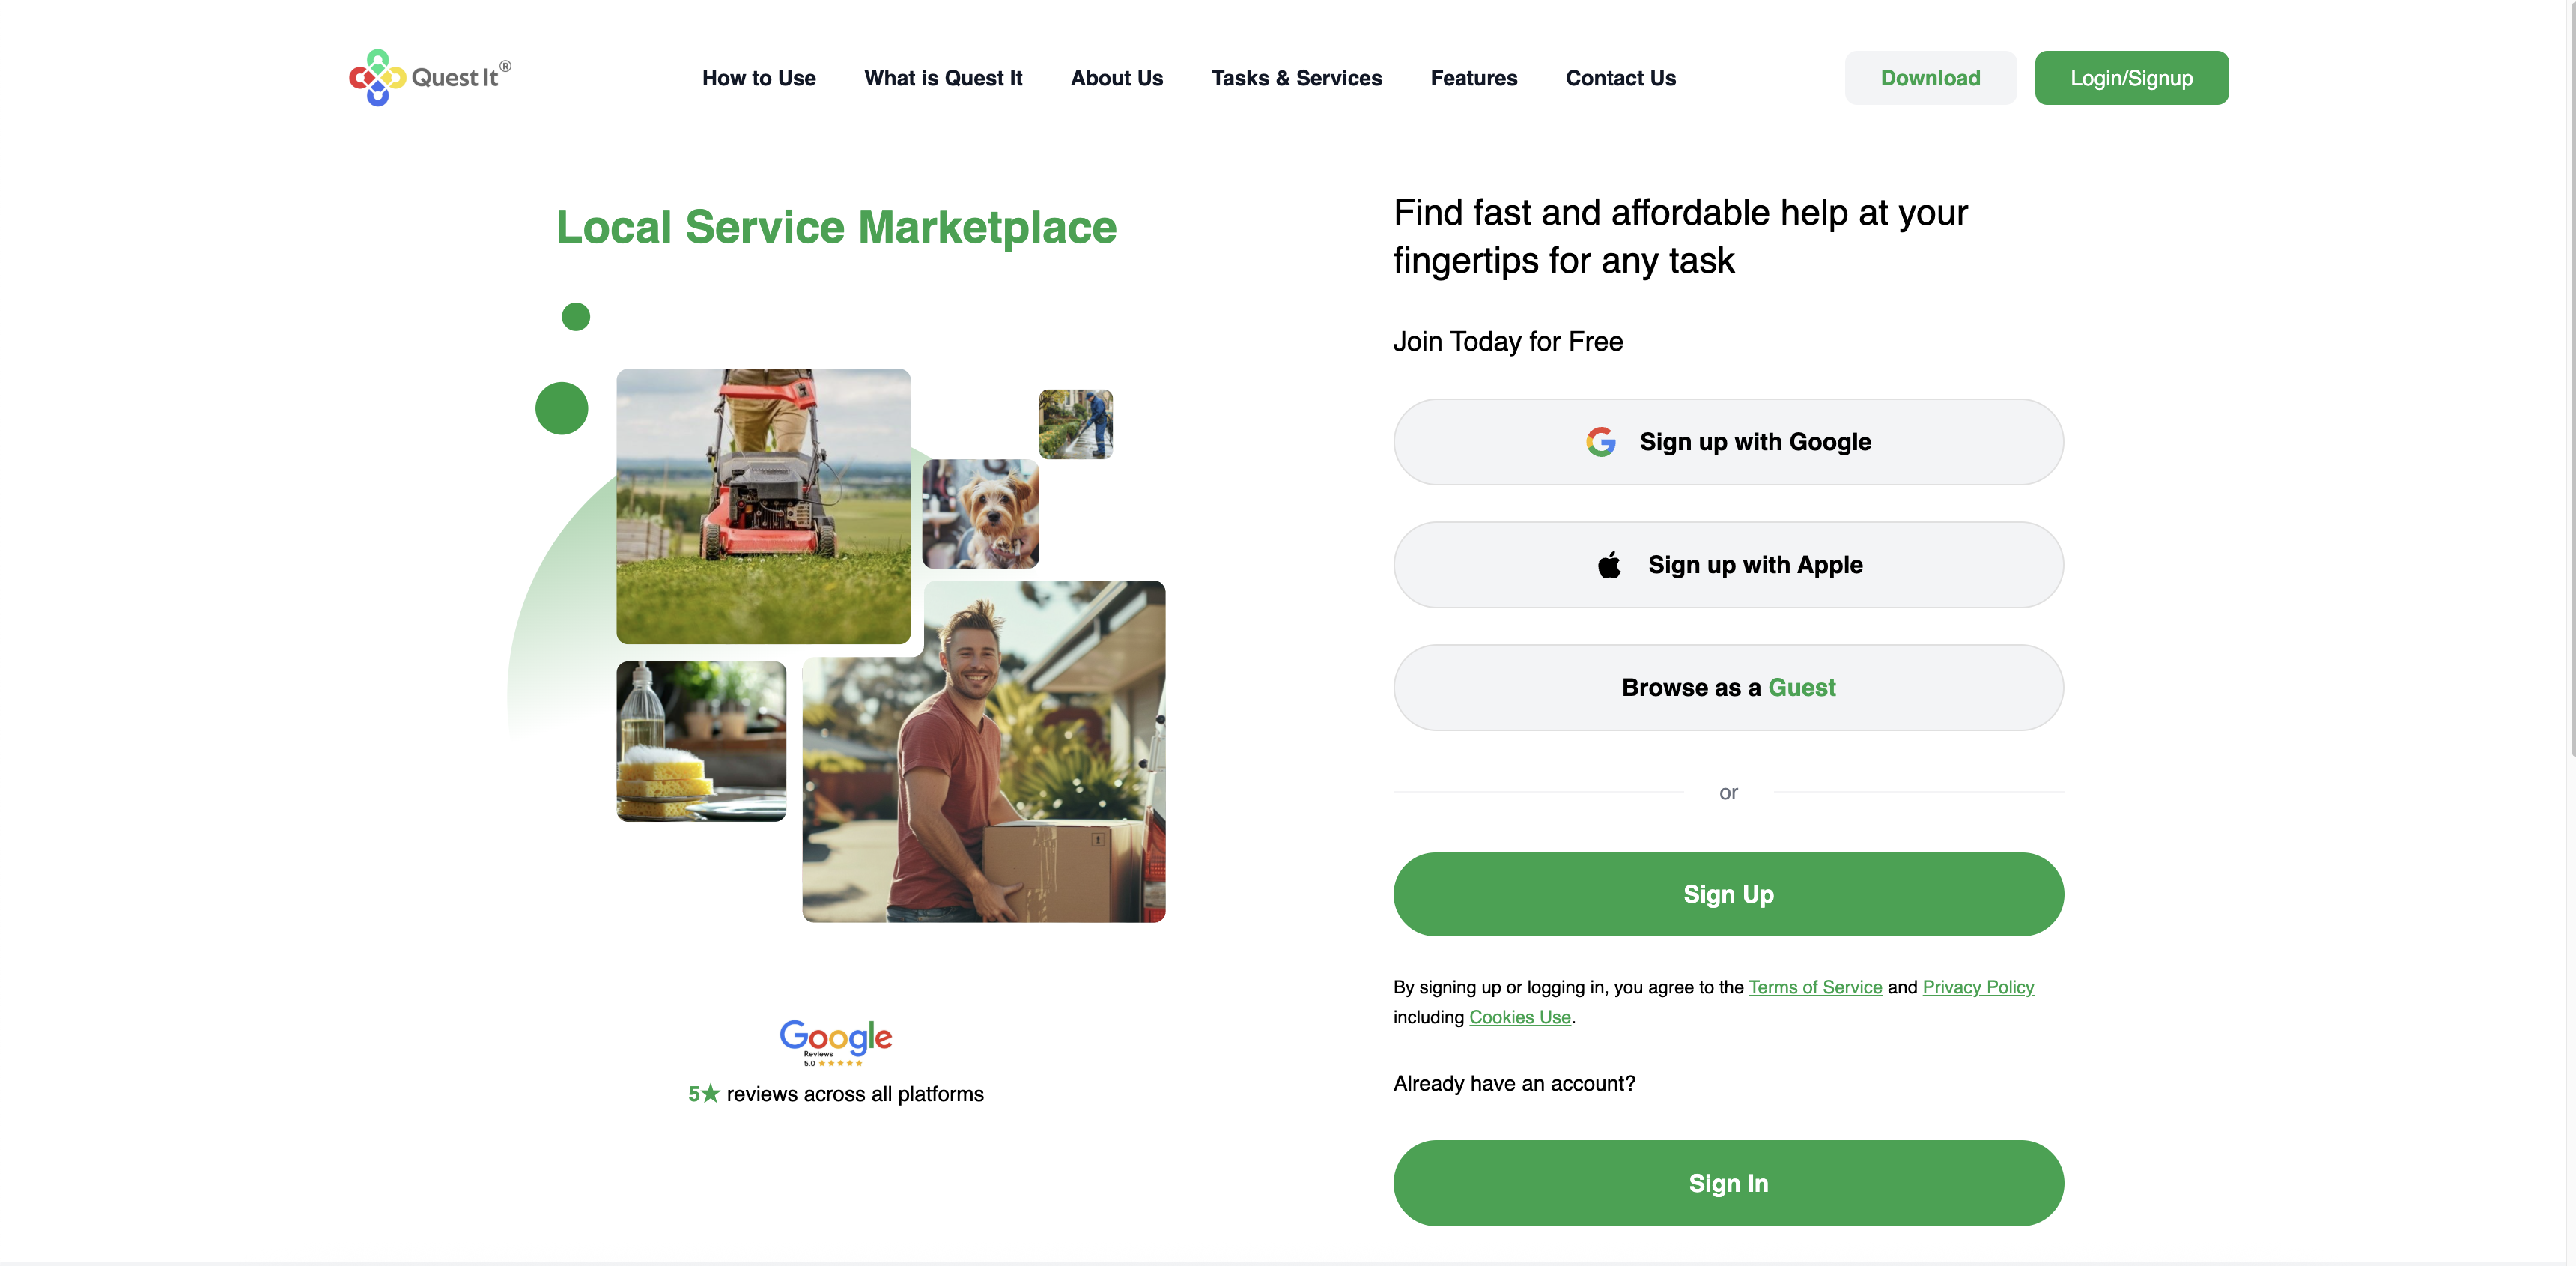 Quest It®
How to Use
What is Quest It
About Us
Tasks & Services
Features
Contact Us
Download
Login/Signup
Local Service Marketplace
Google
Reviews
5.0 ★★★★★
5★ reviews across all platforms
Find fast and affordable help at your
fingertips for any task
Join Today for Free
Sign up with Google
Sign up with Apple
Browse as a Guest
or
Sign Up
By signing up or logging in, you agree to the Terms of Service and Privacy Policy
including Cookies Use.
Already have an account?
Sign In